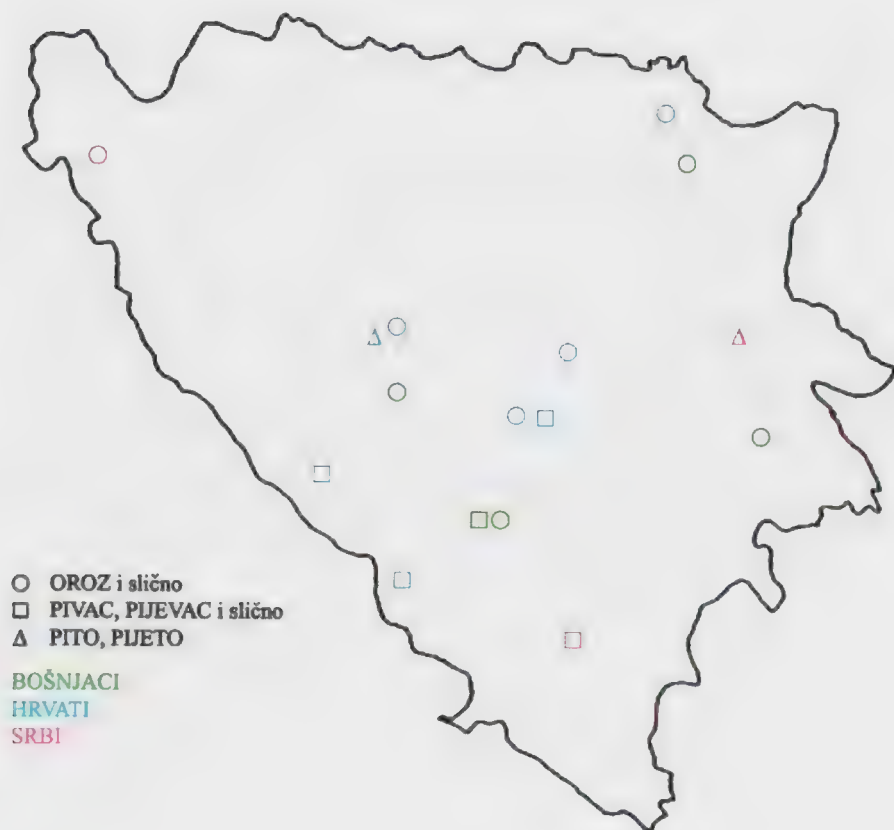 ○ OROZ i slično
□ PIVAC, PIJEVAC i slično
△ PITO, PIJETO
BOŠNJACI
HRVATI
SRBI